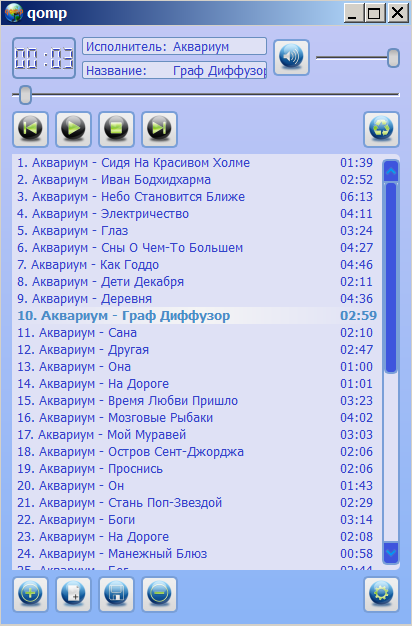 qomp
00:03
Исполнитель: Аквариум
Название: Граф Диффузор
1. Аквариум - Сидя На Красивом Холме 01:39
2. Аквариум - Иван Бодхидхарма 02:52
3. Аквариум - Небо Становится Ближе 06:13
4. Аквариум - Электричество 04:11
5. Аквариум - Глаз 03:24
6. Аквариум - Сны О Чем-То Большем 04:27
7. Аквариум - Как Годдо 04:46
8. Аквариум - Дети Декабря 02:11
9. Аквариум - Деревня 04:36
10. Аквариум - Граф Диффузор 02:59
11. Аквариум - Сана 02:10
12. Аквариум - Другая 02:47
13. Аквариум - Она 01:00
14. Аквариум - На Дороге 01:01
15. Аквариум - Время Любви Пришло 03:23
16. Аквариум - Мозговые Рыбаки 04:02
17. Аквариум - Мой Муравей 03:03
18. Аквариум - Остров Сент-Джорджа 02:06
19. Аквариум - Проснись 02:06
20. Аквариум - Он 01:43
21. Аквариум - Стань Поп-Звездой 02:29
22. Аквариум - Боги 03:14
23. Аквариум - На Дороге 02:08
24. Аквариум - Манежный Блюз 00:58
25. Аквариум